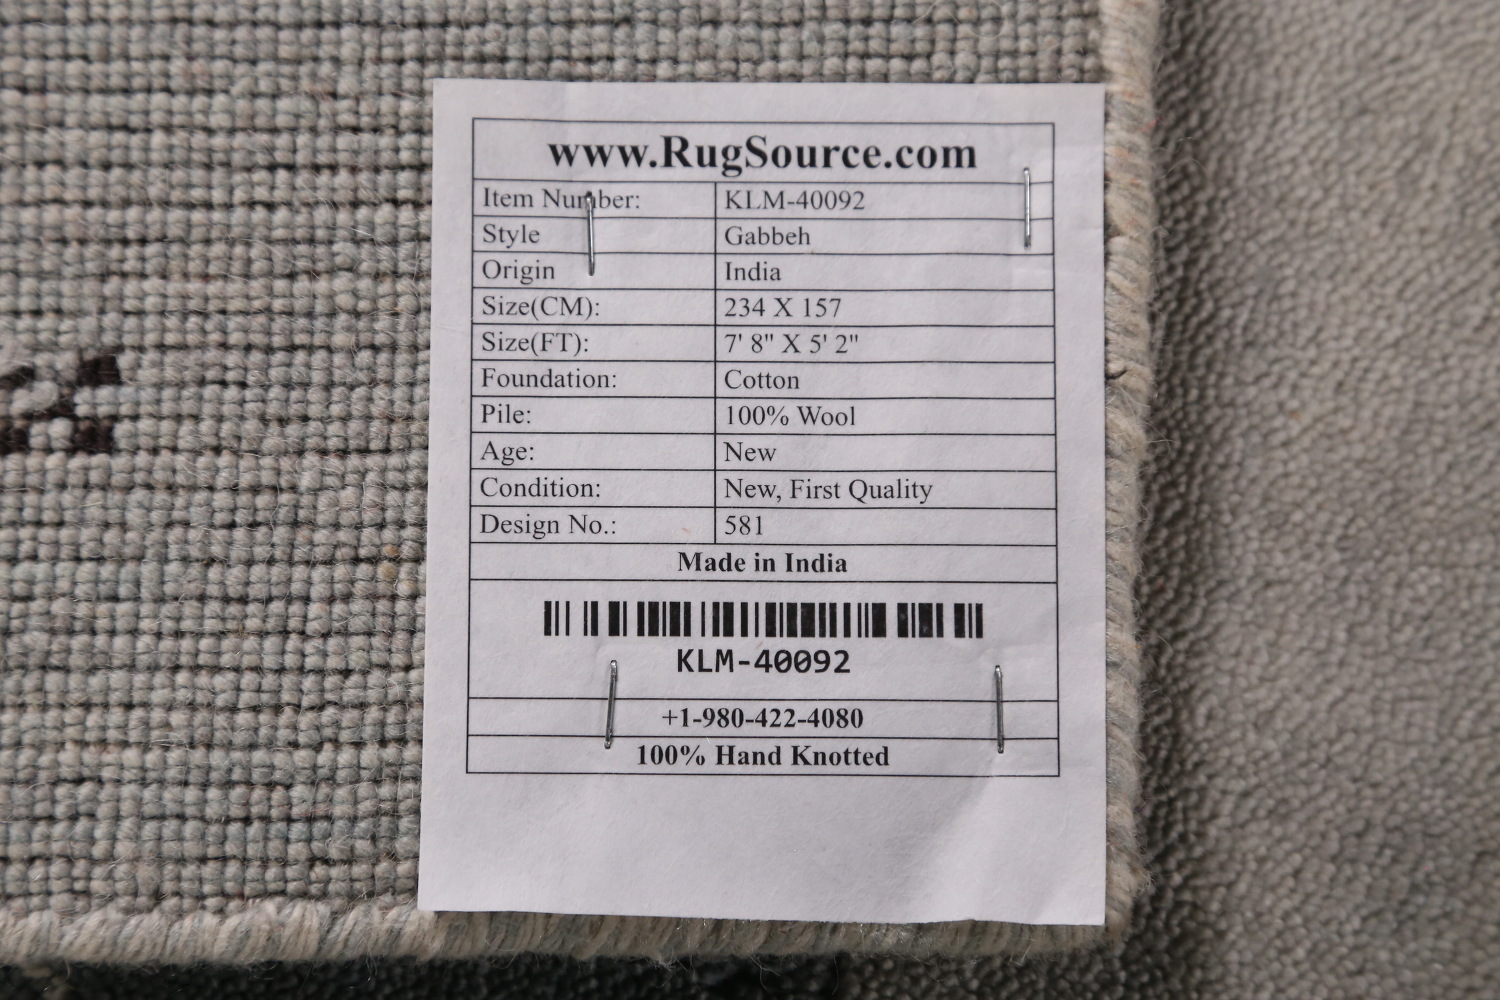 www.RugSource.com
Item Number: KLM-40092
Style Gabbeh
Origin India
Size(CM): 234 X 157
Size(FT): 7' 8" X 5' 2"
Foundation: Cotton
Pile: 100% Wool
Age: New
Condition: New, First Quality
Design No.: 581
Made in India
KLM-40092
+1-980-422-4080
100% Hand Knotted